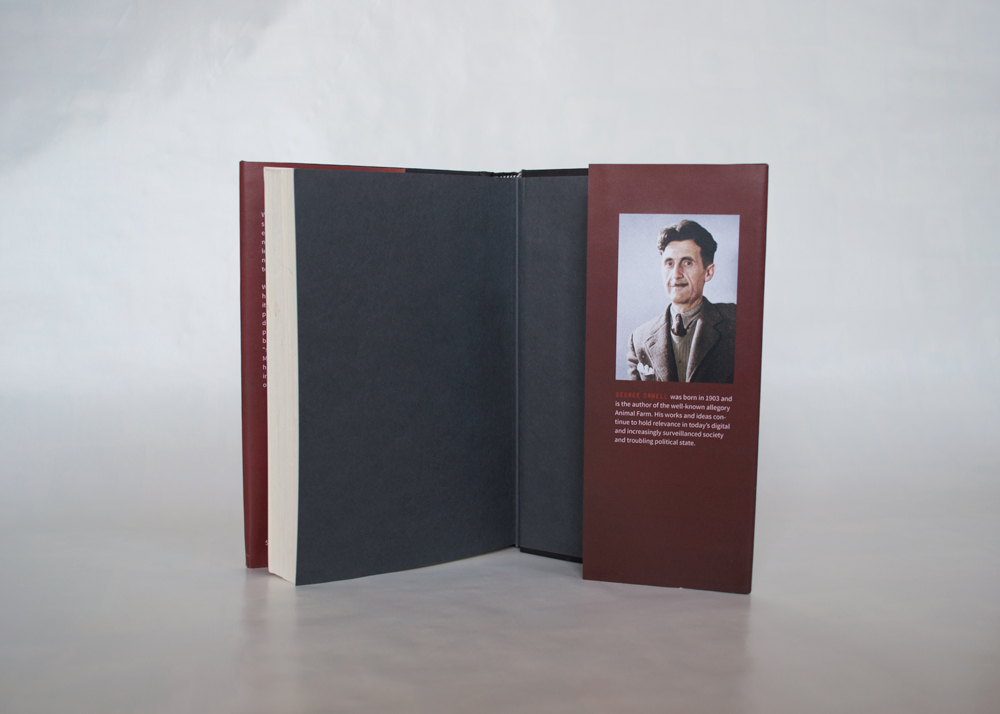 GEORGE ORWELL was born in 1903 and
is the author of the well-known allegory
Animal Farm. His works and ideas con-
tinue to hold relevance in today's digital
and increasingly surveillanced society
and troubling political state.